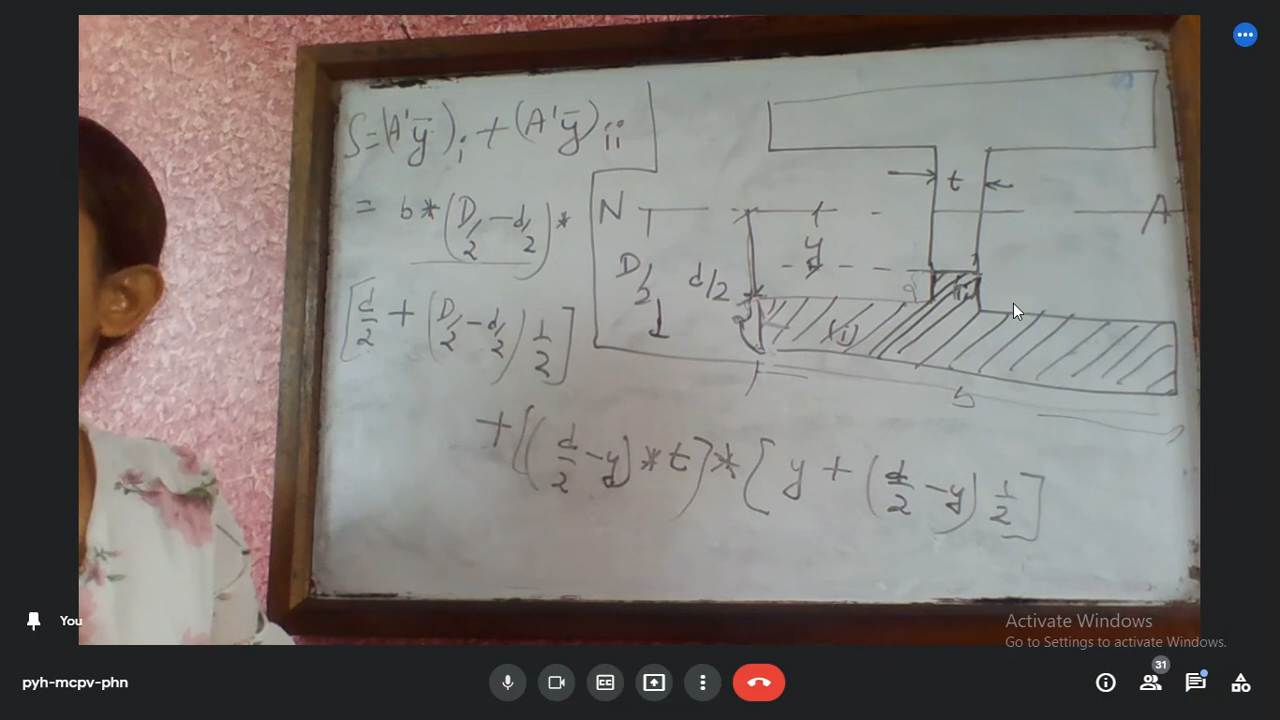 S=(A'ȳ)i+(A'ȳ)ii
= b*(D/2 -d/2)*
[d/2 + (D/2 -d/2) 1/2]
+[(d/2 -y)*t]*[y+(d/2 -y) 1/2]
t
N
A
y
D/2
d/2
(i)
ii
b
You
Activate Windows
Go to Settings to activate Windows.
31
pyh-mcpv-phn
CC